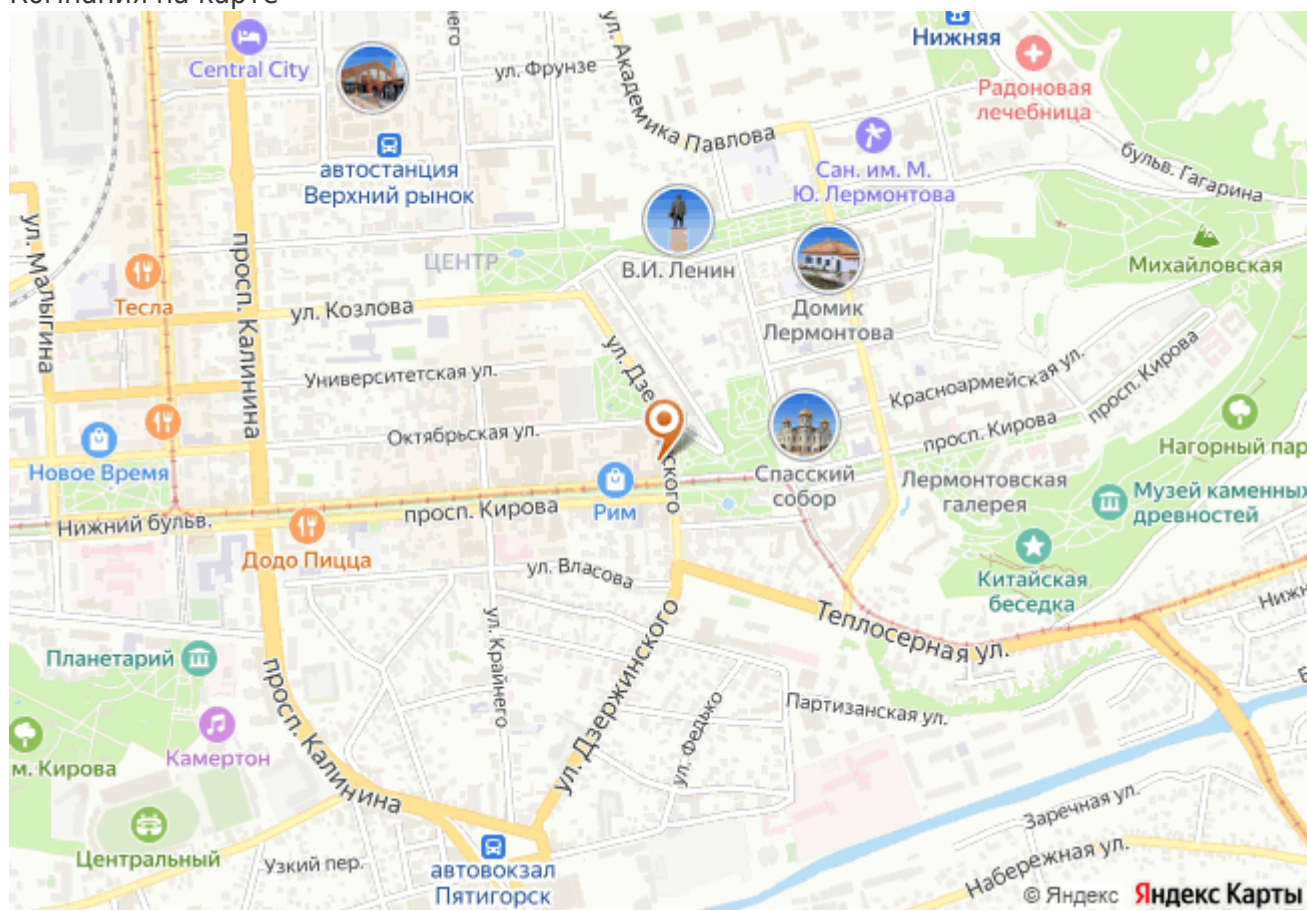 Компания на карте
Нижняя
Central City
ул. Фрунзе
ул. Академика Павлова
Радоновая
лечебница
автостанция
Верхний рынок
Сан. им. М.
Ю. Лермонтова
бульв. Гагарина
ул. Малыгина
просп. Калинина
ЦЕНТР
В.И. Ленин
Михайловская
Тесла
ул. Козлова
Домик
Лермонтова
ул. Дзе
ского
Университетская ул.
Красноармейская ул.
просп. Кирова
Октябрьская ул.
просп. Кирова
Нагорный пар
Новое Время
Спасский
собор
Лермонтовская
галерея
Музей каменных
древностей
Рим
просп. Кирова
Нижний бульв.
Додо Пицца
ул. Власова
Китайская
беседка
Нижн
Теплосерная ул.
Планетарий
ул. Крайнего
ул. Дзержинского
просп. Калинина
Партизанская ул.
ул. Федько
Камертон
м. Кирова
Заречная ул.
Центральный
Узкий пер.
автовокзал
Пятигорск
Набережная ул.
© Яндекс Яндекс Карты